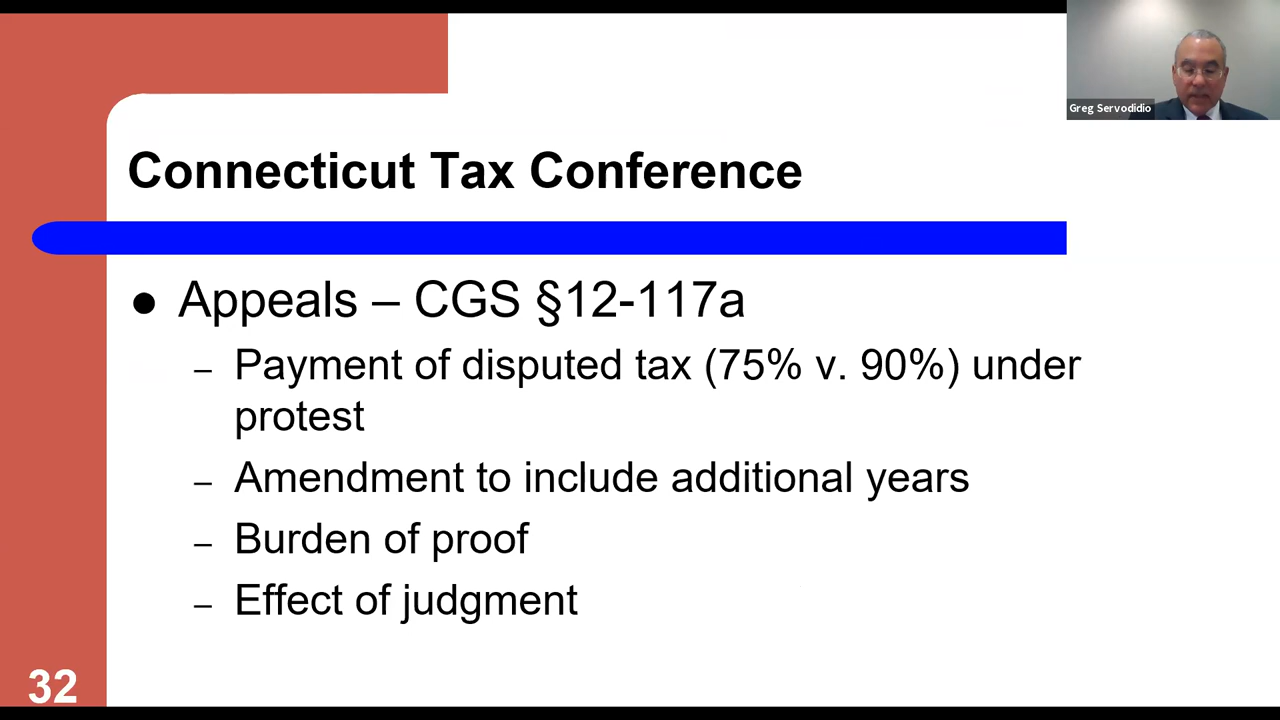 Greg Servodidio
Connecticut Tax Conference
● Appeals – CGS §12-117a
– Payment of disputed tax (75% v. 90%) under
protest
– Amendment to include additional years
– Burden of proof
– Effect of judgment
32